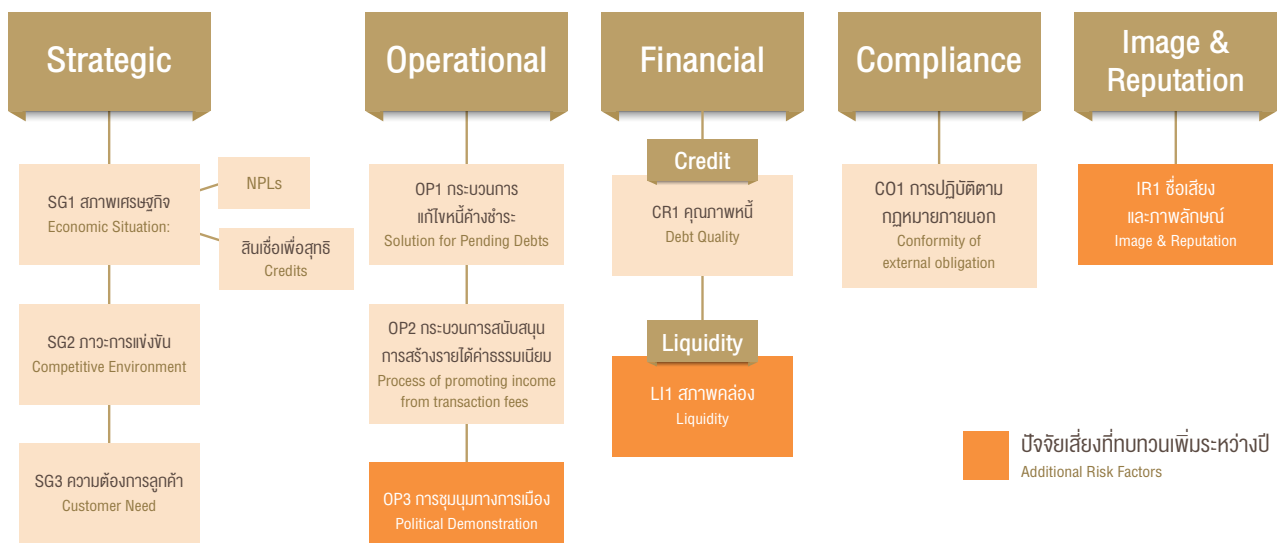 Strategic
SG1 สภาพเศรษฐกิจ
Economic Situation:
NPLs
สินเชื่อเพื่อสุทธิ
Credits
SG2 ภาวะการแข่งขัน
Competitive Environment
SG3 ความต้องการลูกค้า
Customer Need
Operational
OP1 กระบวนการ
แก้ไขหนี้ค้างชำระ
Solution for Pending Debts
OP2 กระบวนการสนับสนุน
การสร้างรายได้ค่าธรรมเนียม
Process of promoting income
from transaction fees
OP3 การชุมนุมทางการเมือง
Political Demonstration
Financial
Credit
CR1 คุณภาพหนี้
Debt Quality
Liquidity
LI1 สภาพคล่อง
Liquidity
Compliance
CO1 การปฏิบัติตาม
กฎหมายภายนอก
Conformity of
external obligation
Image &
Reputation
IR1 ชื่อเสียง
และภาพลักษณ์
Image & Reputation
ปัจจัยเสี่ยงที่ทบทวนเพิ่มระหว่างปี
Additional Risk Factors